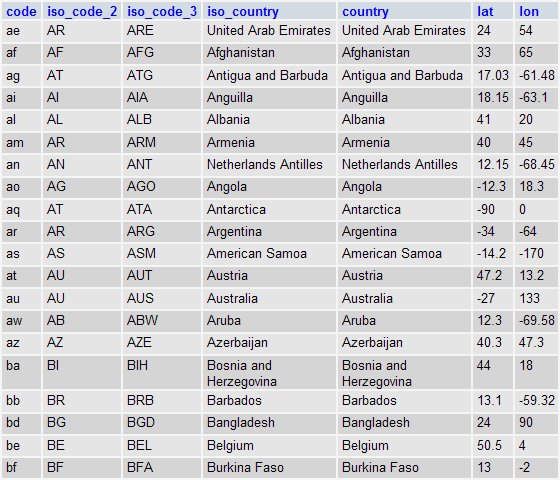 code iso_code_2 iso_code_3 iso_country country lat lon
ae AR ARE United Arab Emirates United Arab Emirates 24 54
af AF AFG Afghanistan Afghanistan 33 65
ag AT ATG Antigua and Barbuda Antigua and Barbuda 17.03 -61.48
ai AI AIA Anguilla Anguilla 18.15 -63.1
al AL ALB Albania Albania 41 20
am AR ARM Armenia Armenia 40 45
an AN ANT Netherlands Antilles Netherlands Antilles 12.15 -68.45
ao AG AGO Angola Angola -12.3 18.3
aq AT ATA Antarctica Antarctica -90 0
ar AR ARG Argentina Argentina -34 -64
as AS ASM American Samoa American Samoa -14.2 -170
at AU AUT Austria Austria 47.2 13.2
au AU AUS Australia Australia -27 133
aw AB ABW Aruba Aruba 12.3 -69.58
az AZ AZE Azerbaijan Azerbaijan 40.3 47.3
ba BI BIH Bosnia and Bosnia and 44 18
Herzegovina Herzegovina
bb BR BRB Barbados Barbados 13.1 -59.32
bd BG BGD Bangladesh Bangladesh 24 90
be BE BEL Belgium Belgium 50.5 4
bf BF BFA Burkina Faso Burkina Faso 13 -2